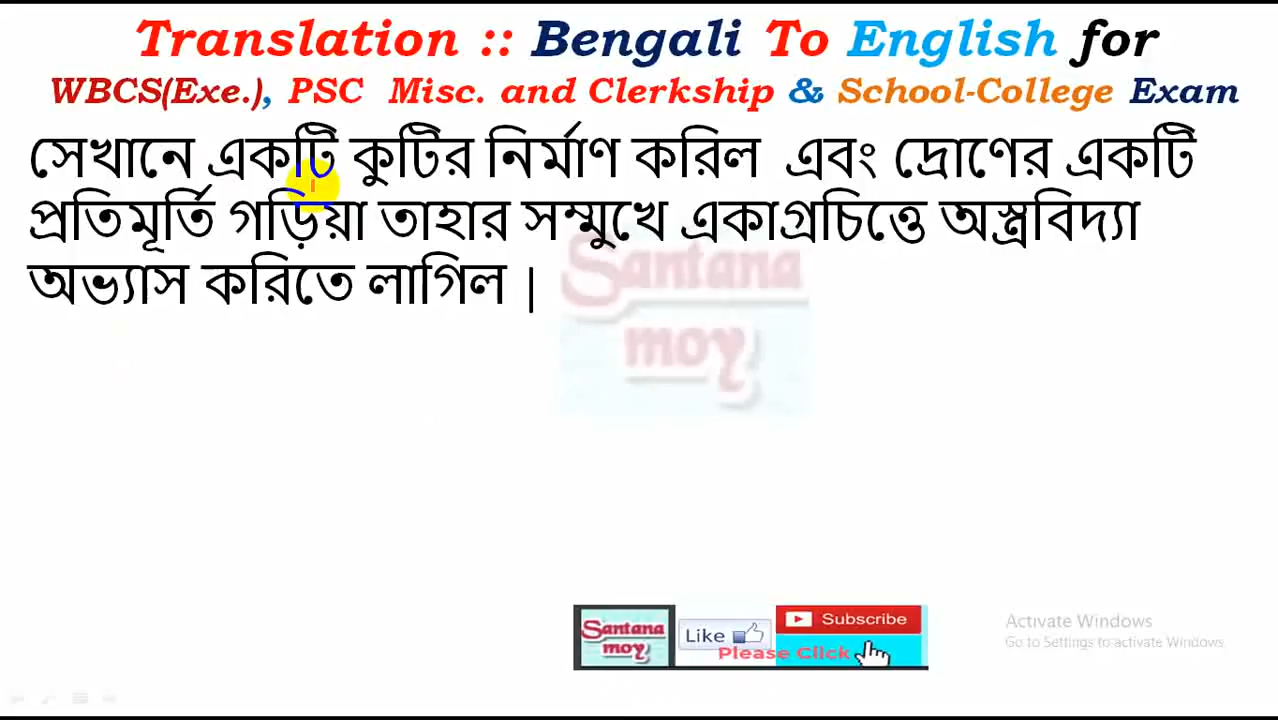 Translation :: Bengali To English for
WBCS(Exe.), PSC Misc. and Clerkship & School-College Exam
সেখানে একটি কুটির নির্মাণ করিল এবং দ্রোণের একটি
প্রতিমূর্তি গড়িয়া তাহার সম্মুখে একাগ্রচিত্তে অস্ত্রবিদ্যা
অভ্যাস করিতে লাগিল |
Santana
moy
Santana
moy
Like
Subscribe
Please Click
Activate Windows
Go to Settings to activate Windows.